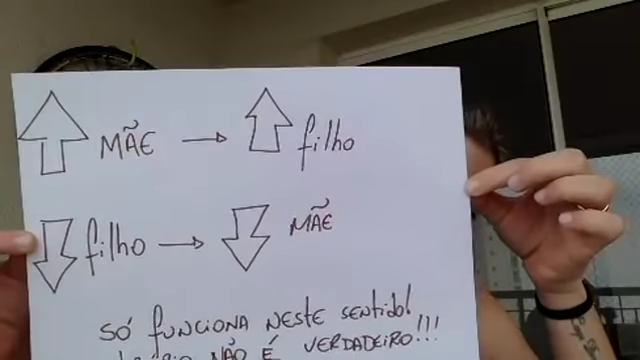 MÃE → filho
filho → MÃE
SÓ funciona NESTE sentido!
NÃO É VERDADEIRO!!!